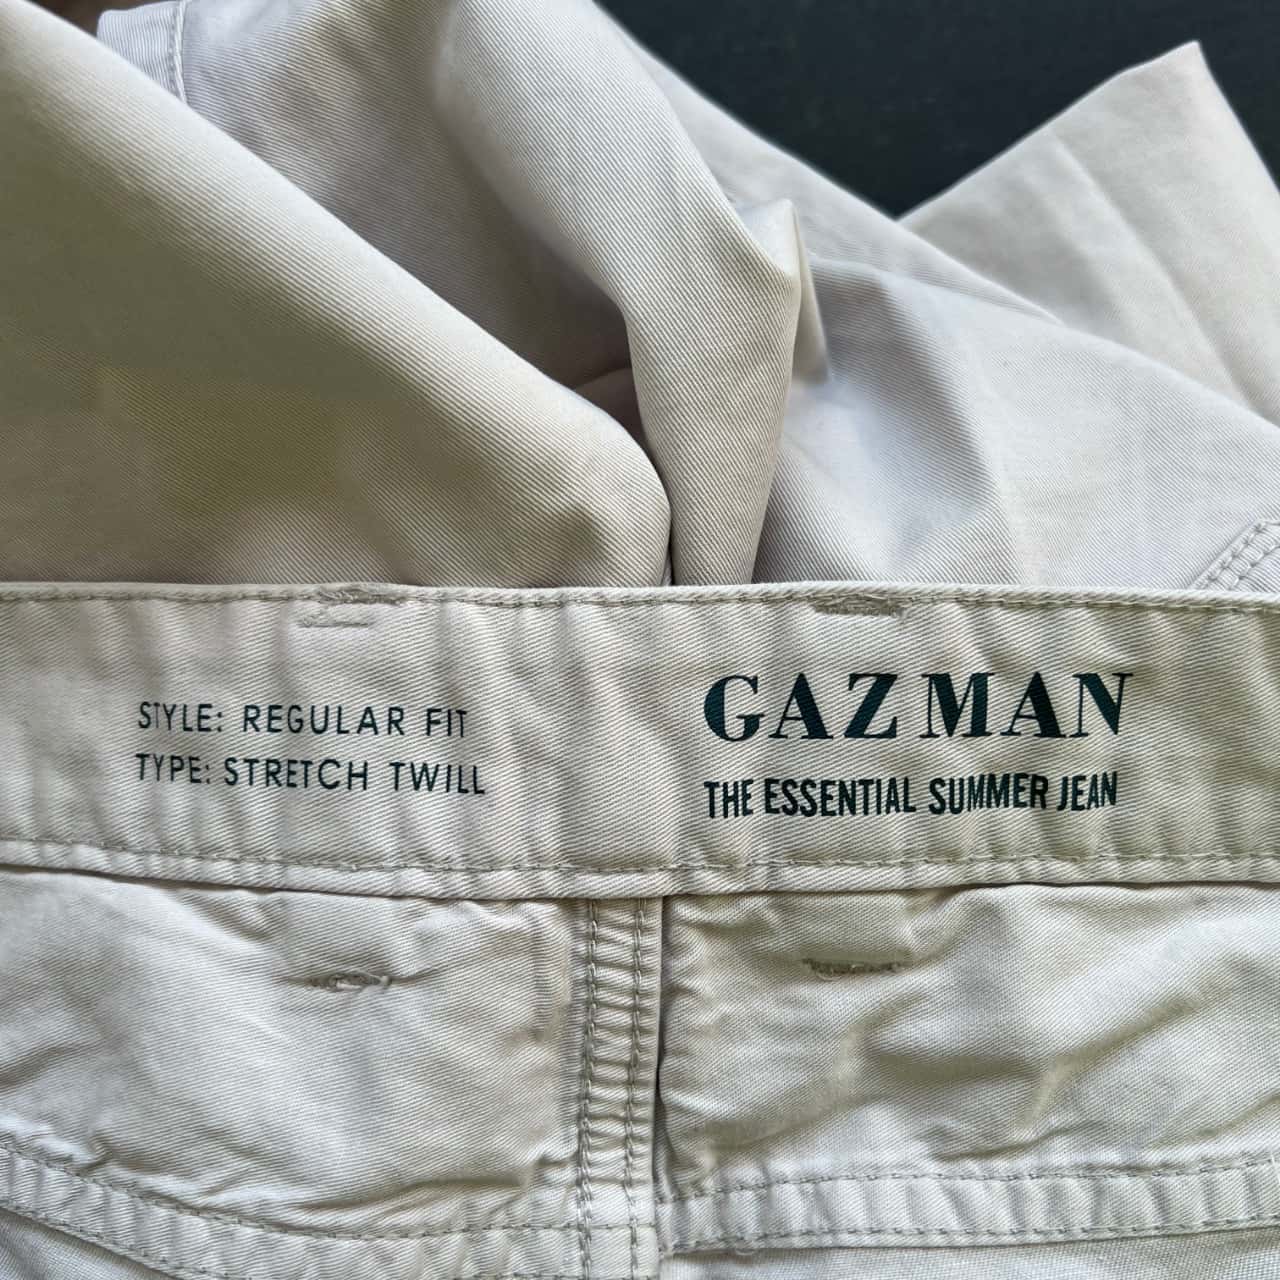 STYLE: REGULAR FIT
TYPE: STRETCH TWILL
GAZMAN
THE ESSENTIAL SUMMER JEAN